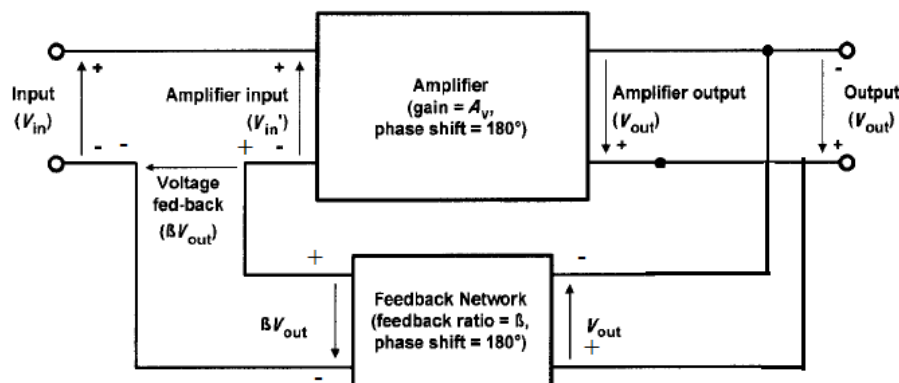 Input
(Vin)
+
-
-
Amplifier input
(Vin')
+
+
-
Amplifier
(gain = Av,
phase shift = 180°)
Amplifier output
(Vout)
+
-
Output
(Vout)
+
Voltage
fed-back
(ßVout)
+
ßVout
-
Feedback Network
(feedback ratio = ß,
phase shift = 180°)
-
Vout
+